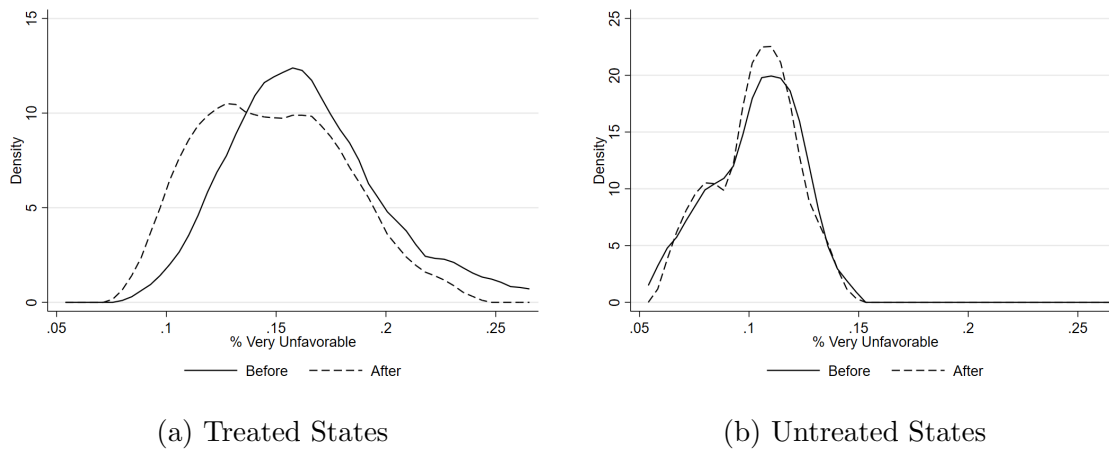 15
10
5
0
Density
.05 .1 .15 .2 .25
% Very Unfavorable
Before After
(a) Treated States
25
20
15
10
5
0
Density
.05 .1 .15 .2 .25
% Very Unfavorable
Before After
(b) Untreated States